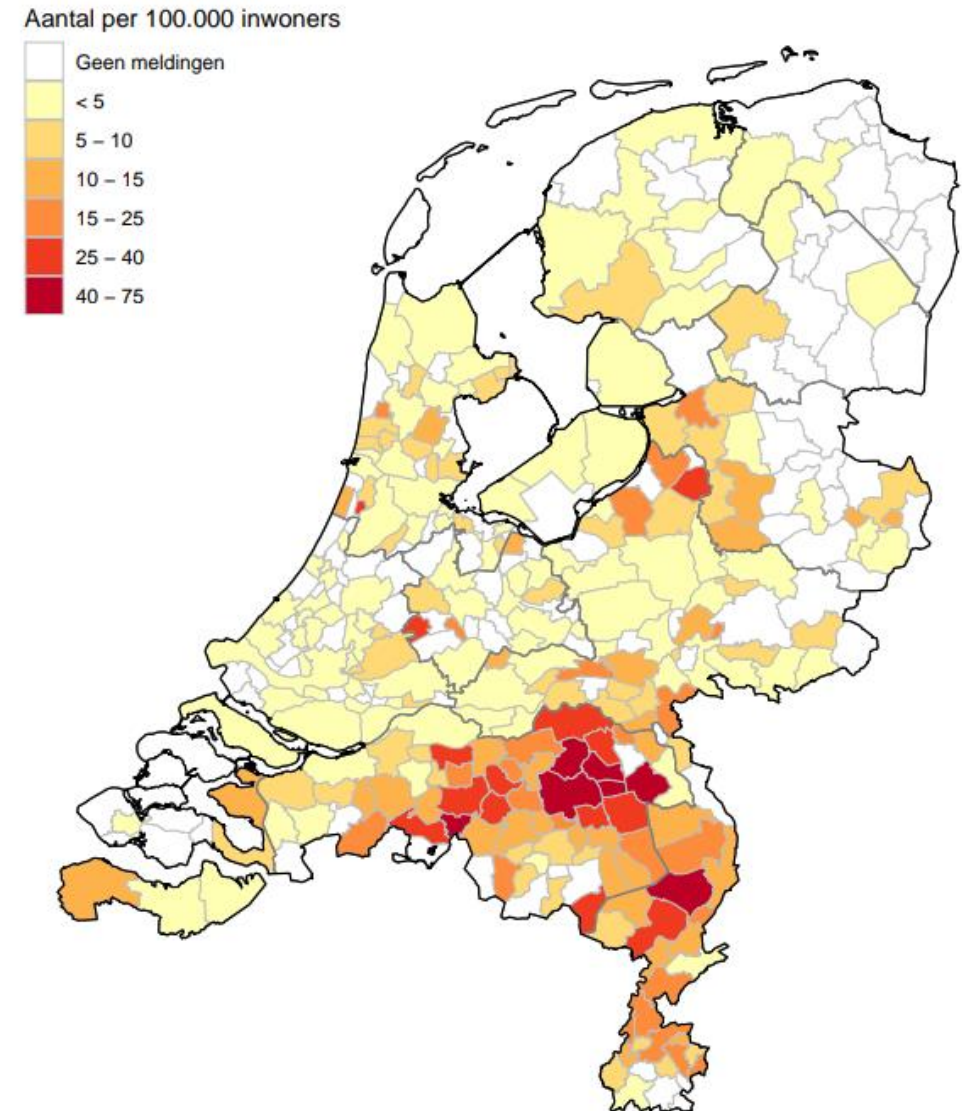 Aantal per 100.000 inwoners
Geen meldingen
< 5
5 – 10
10 – 15
15 – 25
25 – 40
40 – 75